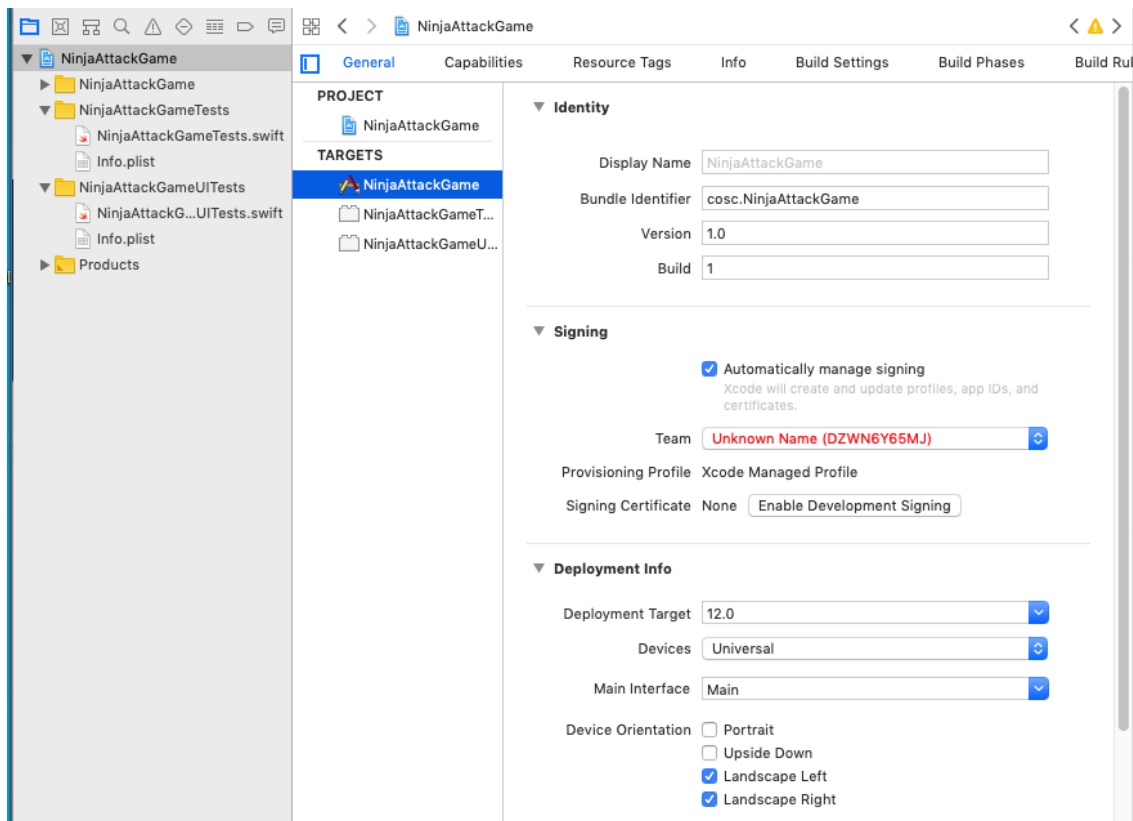 NinjaAttackGame
NinjaAttackGame
NinjaAttackGame
NinjaAttackGameTests
NinjaAttackGameTests.swift
Info.plist
NinjaAttackGameUITests
NinjaAttackG...UITests.swift
Info.plist
Products
General Capabilities Resource Tags Info Build Settings Build Phases Build Rul
PROJECT
NinjaAttackGame
TARGETS
NinjaAttackGame
NinjaAttackGameT...
NinjaAttackGameU...
Identity
Display Name NinjaAttackGame
Bundle Identifier cosc.NinjaAttackGame
Version 1.0
Build 1
Signing
Automatically manage signing
Xcode will create and update profiles, app IDs, and
certificates.
Team Unknown Name (DZWN6Y65MJ)
Provisioning Profile Xcode Managed Profile
Signing Certificate None Enable Development Signing
Deployment Info
Deployment Target 12.0
Devices Universal
Main Interface Main
Device Orientation Portrait
Upside Down
Landscape Left
Landscape Right